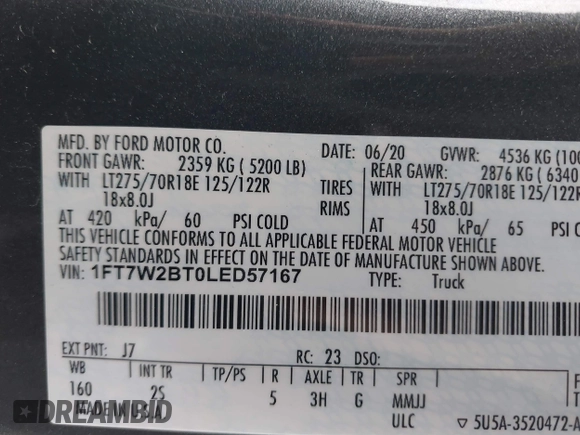 MFD. BY FORD MOTOR CO.
DATE: 06/20 GVWR: 4536 KG (100
FRONT GAWR: 2359 KG ( 5200 LB) REAR GAWR: 2876 KG ( 6340
WITH LT275/70R18E 125/122R TIRES WITH LT275/70R18E 125/122R
18x8.0J RIMS 18x8.0J
AT 420 kPa/ 60 PSI COLD AT 450 kPa/ 65 PSI COL
THIS VEHICLE CONFORMS TO ALL APPLICABLE FEDERAL MOTOR VEHICLE
SAFETY STANDARDS IN EFFECT ON THE DATE OF MANUFACTURE SHOWN ABOVE.
VIN: 1FT7W2BT0LED57167 TYPE: Truck
EXT PNT: J7 RC: 23 DSO:
WB INT TR TP/PS R AXLE TR SPR
160 2S 5 3H G MMJJ
MADE IN U.S.A. ULC ▽ 5U5A-3520472-A
DREAMBID